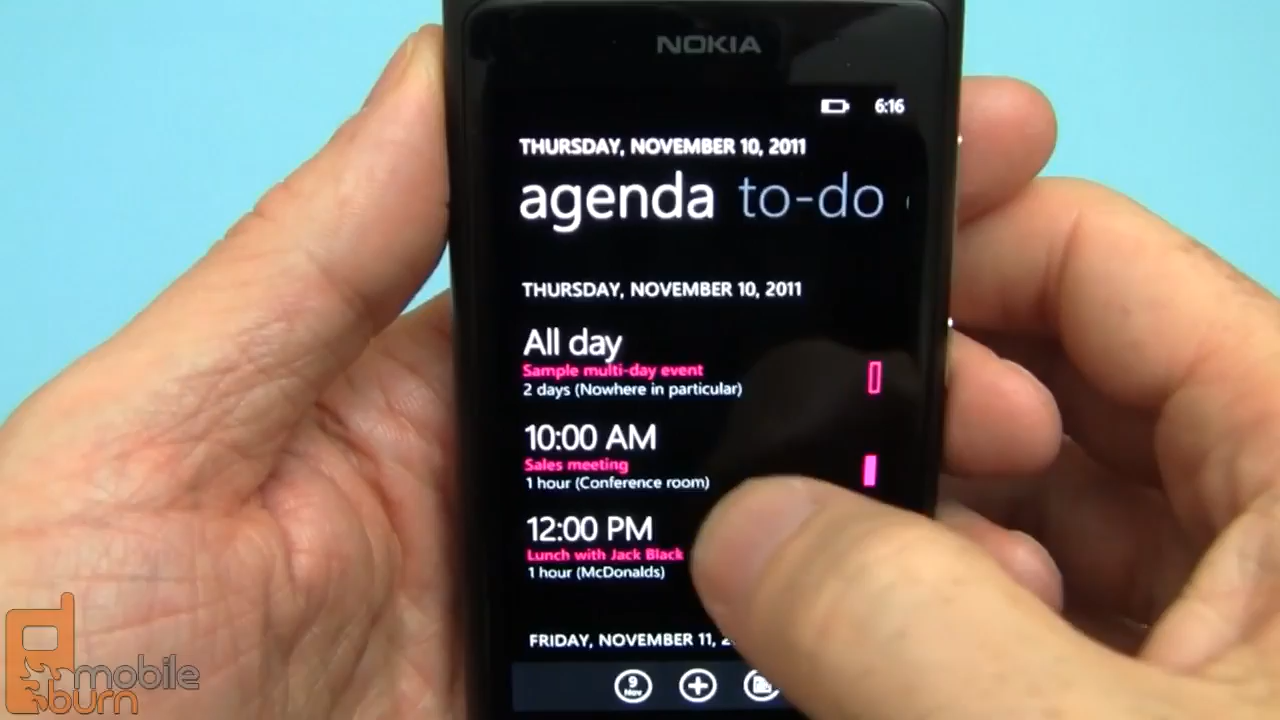 NOKIA
6:16
THURSDAY, NOVEMBER 10, 2011
agenda to-do
THURSDAY, NOVEMBER 10, 2011
All day
Sample multi-day event
2 days (Nowhere in particular)
10:00 AM
Sales meeting
1 hour (Conference room)
12:00 PM
Lunch with Jack Black
1 hour (McDonalds)
FRIDAY, NOVEMBER 11, 2
9
Nov
mobile
burn